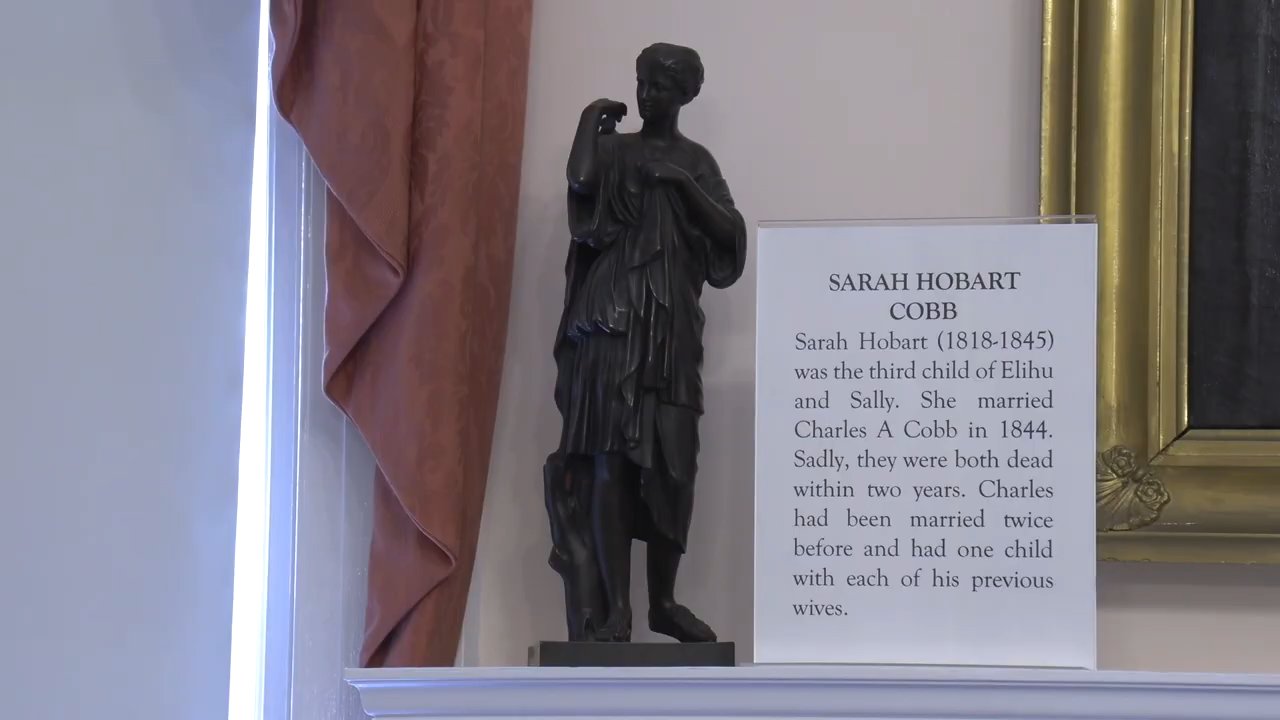 SARAH HOBART
COBB
Sarah Hobart (1818-1845)
was the third child of Elihu
and Sally. She married
Charles A Cobb in 1844.
Sadly, they were both dead
within two years. Charles
had been married twice
before and had one child
with each of his previous
wives.